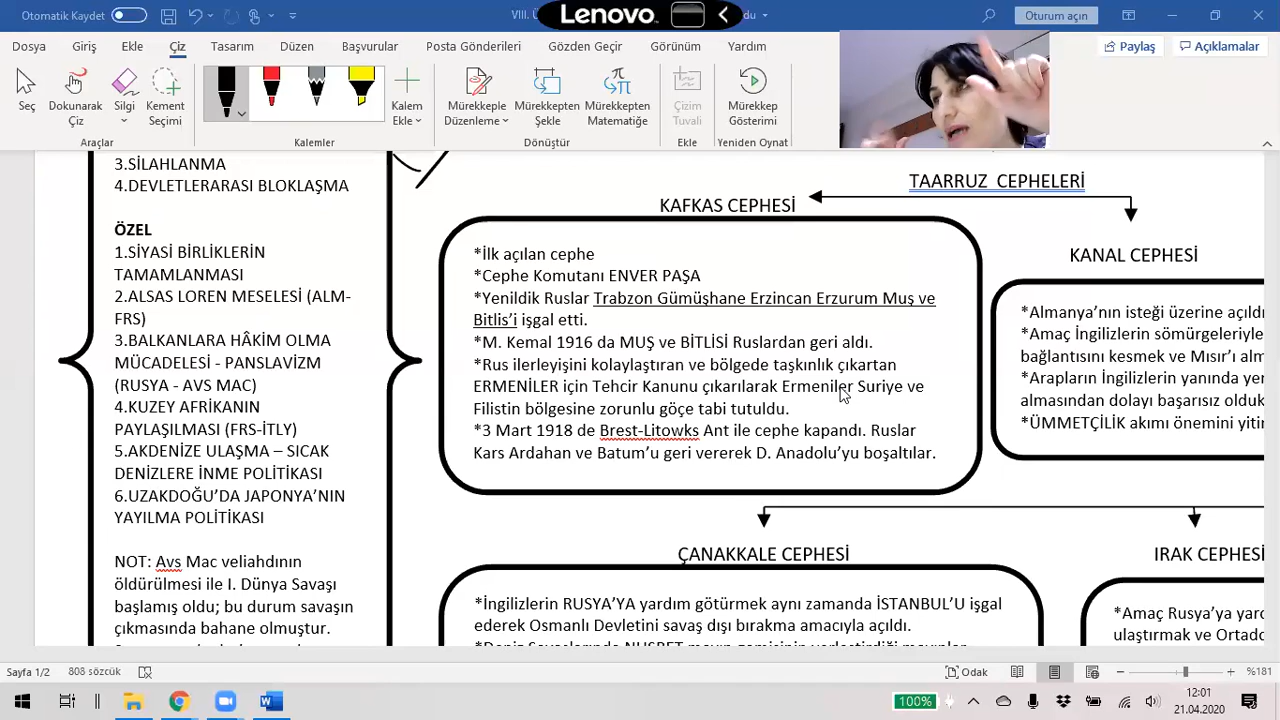 Otomatik Kaydet
VIII.
Lenovo
du
Oturum açın
Dosya Giriş Ekle Çiz Tasarım Düzen Başvurular Posta Gönderileri Gözden Geçir Görünüm Yardım
Paylaş Açıklamalar
Seç
Dokunarak Çiz
Silgi
Kement Seçimi
Kalem Ekle
Mürekkeple Düzenleme
Mürekkepten Şekle
Mürekkepten Matematiğe
Çizim Tuvali
Mürekkep Gösterimi
Araçlar Kalemler Dönüştür Ekle Yeniden Oynat
3.SİLAHLANMA
4.DEVLETLERARASI BLOKLAŞMA
ÖZEL
1.SİYASİ BİRLİKLERİN
TAMAMLANMASI
2.ALSAS LOREN MESELESİ (ALM-
FRS)
3.BALKANLARA HÂKİM OLMA
MÜCADELESİ - PANSLAVİZM
(RUSYA - AVS MAC)
4.KUZEY AFRİKANIN
PAYLAŞILMASI (FRS-İTLY)
5.AKDENİZE ULAŞMA – SICAK
DENİZLERE İNME POLİTİKASI
6.UZAKDOĞU’DA JAPONYA’NIN
YAYILMA POLİTİKASI
NOT: Avs Mac veliahdının
öldürülmesi ile I. Dünya Savaşı
başlamış oldu; bu durum savaşın
çıkmasında bahane olmuştur.
TAARRUZ CEPHELERİ
KAFKAS CEPHESİ
*İlk açılan cephe
*Cephe Komutanı ENVER PAŞA
*Yenildik Ruslar Trabzon Gümüşhane Erzincan Erzurum Muş ve
Bitlis’i işgal etti.
*M. Kemal 1916 da MUŞ ve BİTLİSİ Ruslardan geri aldı.
*Rus ilerleyişini kolaylaştıran ve bölgede taşkınlık çıkartan
ERMENİLER için Tehcir Kanunu çıkarılarak Ermeniler Suriye ve
Filistin bölgesine zorunlu göçe tabi tutuldu.
*3 Mart 1918 de Brest-Litowks Ant ile cephe kapandı. Ruslar
Kars Ardahan ve Batum’u geri vererek D. Anadolu’yu boşaltılar.
KANAL CEPHESİ
*Almanya’nın isteği üzerine açıldı
*Amaç İngilizlerin sömürgeleriyle
bağlantısını kesmek ve Mısır’ı alm
*Arapların İngilizlerin yanında yer
almasından dolayı başarısız olduk
*ÜMMETÇİLİK akımı önemini yitir
ÇANAKKALE CEPHESİ
*İngilizlerin RUSYA’YA yardım götürmek aynı zamanda İSTANBUL’U işgal
ederek Osmanlı Devletini savaş dışı bırakma amacıyla açıldı.
IRAK CEPHESİ
*Amaç Rusya’ya yard
ulaştırmak ve Ortado
Sayfa 1/2 808 sözcük
Odak
%181
100%
12:01
21.04.2020